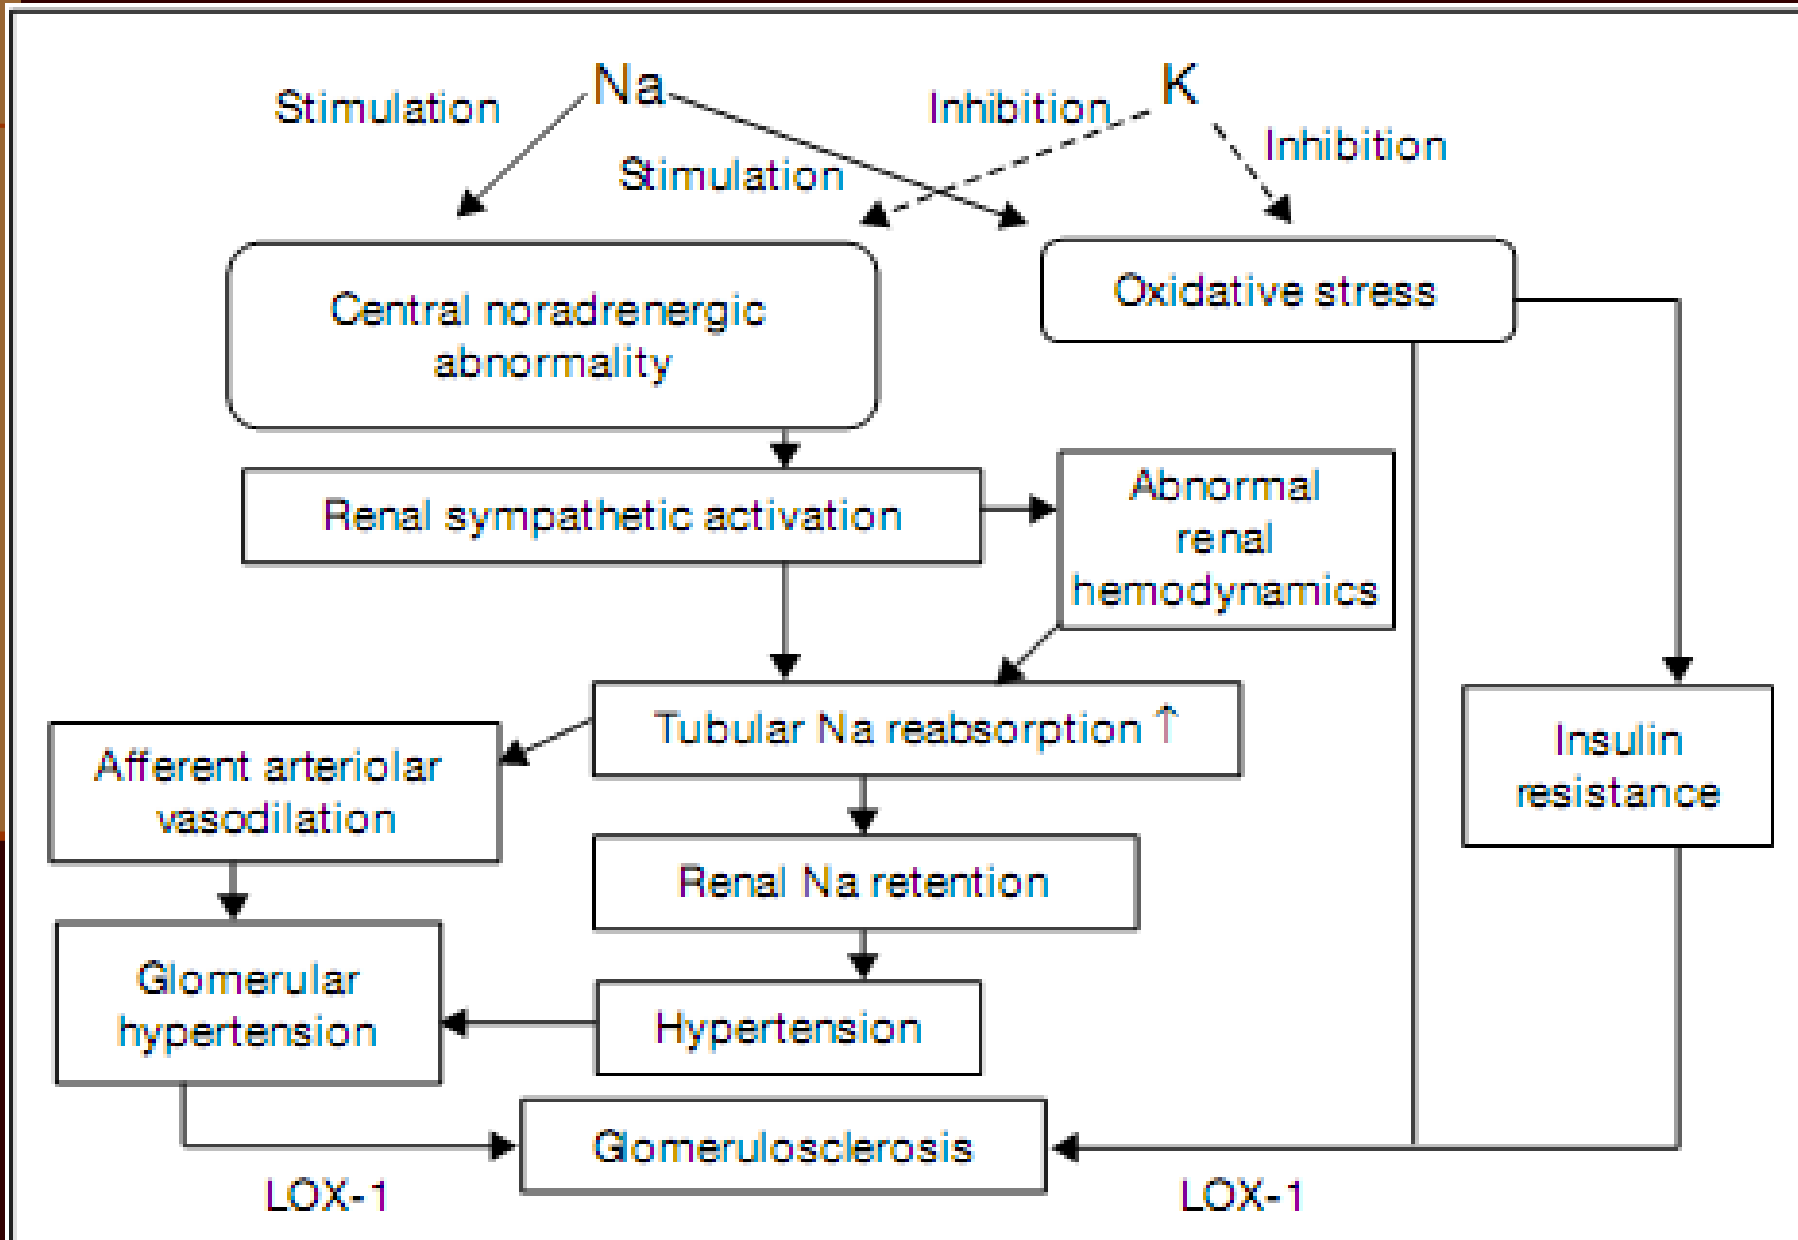 Na
K
Stimulation
Inhibition
Inhibition
Stimulation
Central noradrenergic
abnormality
Oxidative stress
Renal sympathetic activation
Abnormal
renal
hemodynamics
Tubular Na reabsorption ↑
Afferent arteriolar
vasodilation
Insulin
resistance
Renal Na retention
Glomerular
hypertension
Hypertension
Glomerulosclerosis
LOX-1
LOX-1